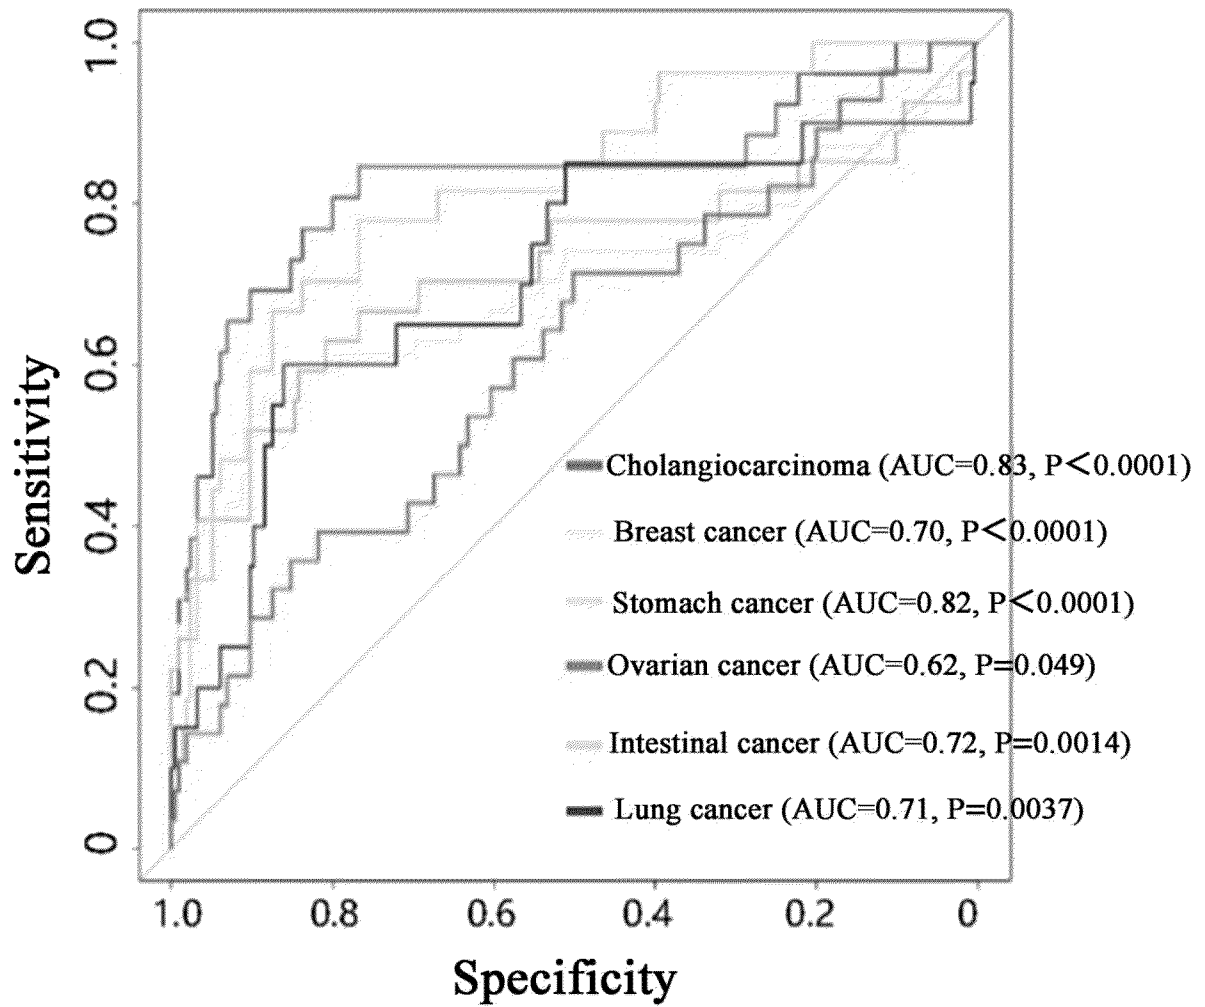 1.0
0.8
0.6
0.4
0.2
0
Sensitivity
Cholangiocarcinoma (AUC=0.83, P<0.0001)
Breast cancer (AUC=0.70, P<0.0001)
Stomach cancer (AUC=0.82, P<0.0001)
Ovarian cancer (AUC=0.62, P=0.049)
Intestinal cancer (AUC=0.72, P=0.0014)
Lung cancer (AUC=0.71, P=0.0037)
1.0 0.8 0.6 0.4 0.2 0
Specificity